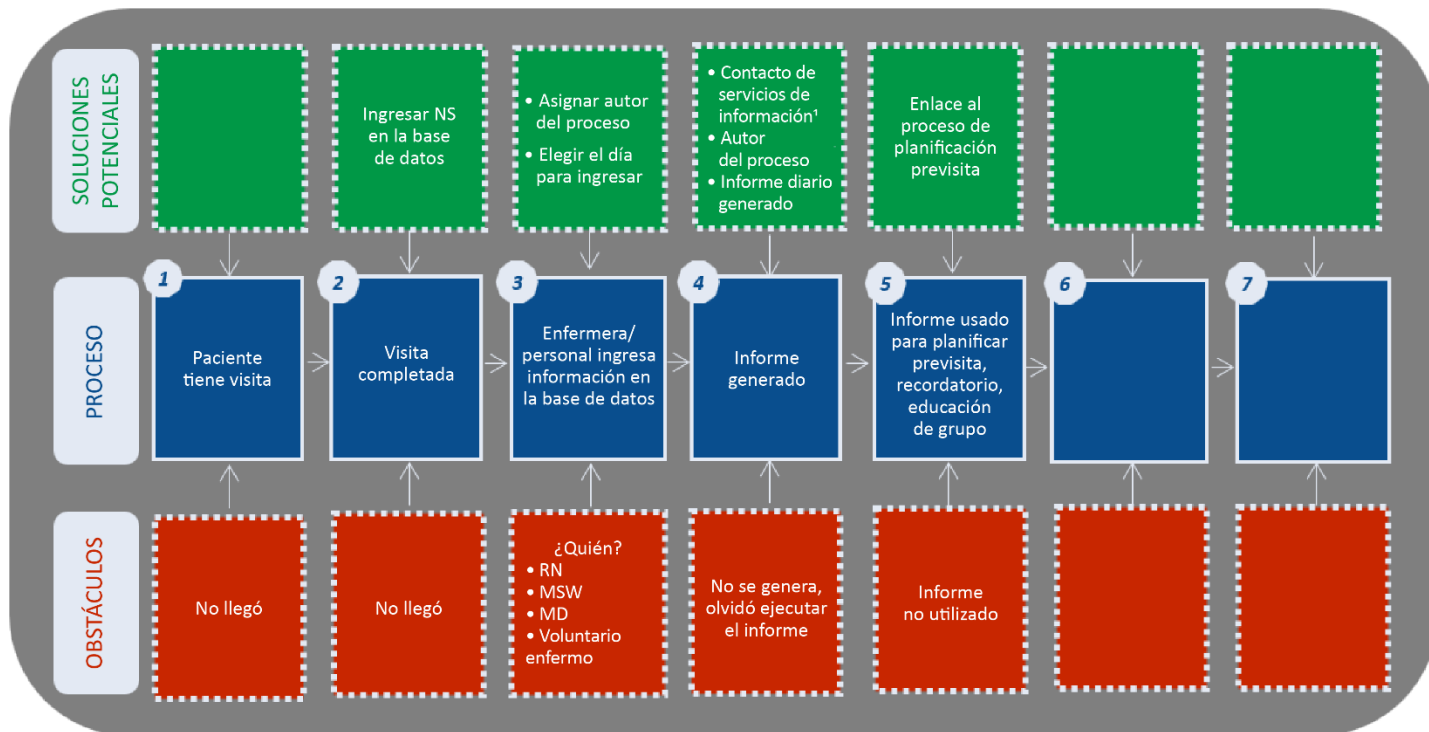 SOLUCIONES
POTENCIALES
Ingresar NS
en la base
de datos
• Asignar autor
del proceso
• Elegir el día
para ingresar
• Contacto de
servicios de
información¹
• Autor
del proceso
• Informe diario
generado
Enlace al
proceso de
planificación
previsita
PROCESO
1
Paciente
tiene visita
2
Visita
completada
3
Enfermera/
personal ingresa
información en
la base de datos
4
Informe
generado
5
Informe usado
para planificar
previsita,
recordatorio,
educación
de grupo
6
7
OBSTÁCULOS
No llegó
No llegó
¿Quién?
• RN
• MSW
• MD
• Voluntario
enfermo
No se genera,
olvidó ejecutar
el informe
Informe
no utilizado